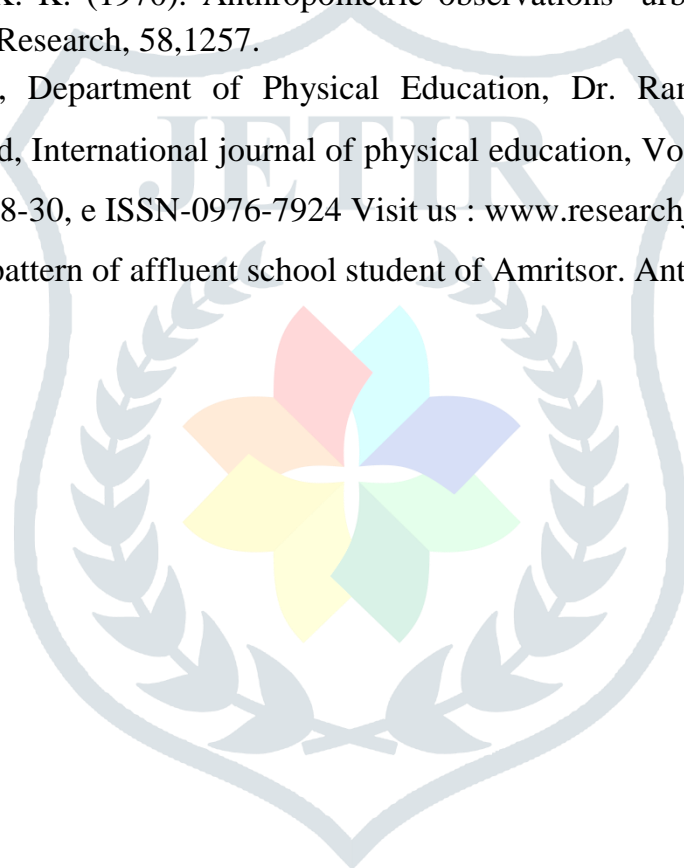 K. K. (1970). Anthropometric observations urb
Research, 58,1257.
, Department of Physical Education, Dr. Ra
d, International journal of physical education, Vo
8-30, e ISSN-0976-7924 Visit us : www.research
JETIR
pattern of affluent school student of Amritsor. Ant